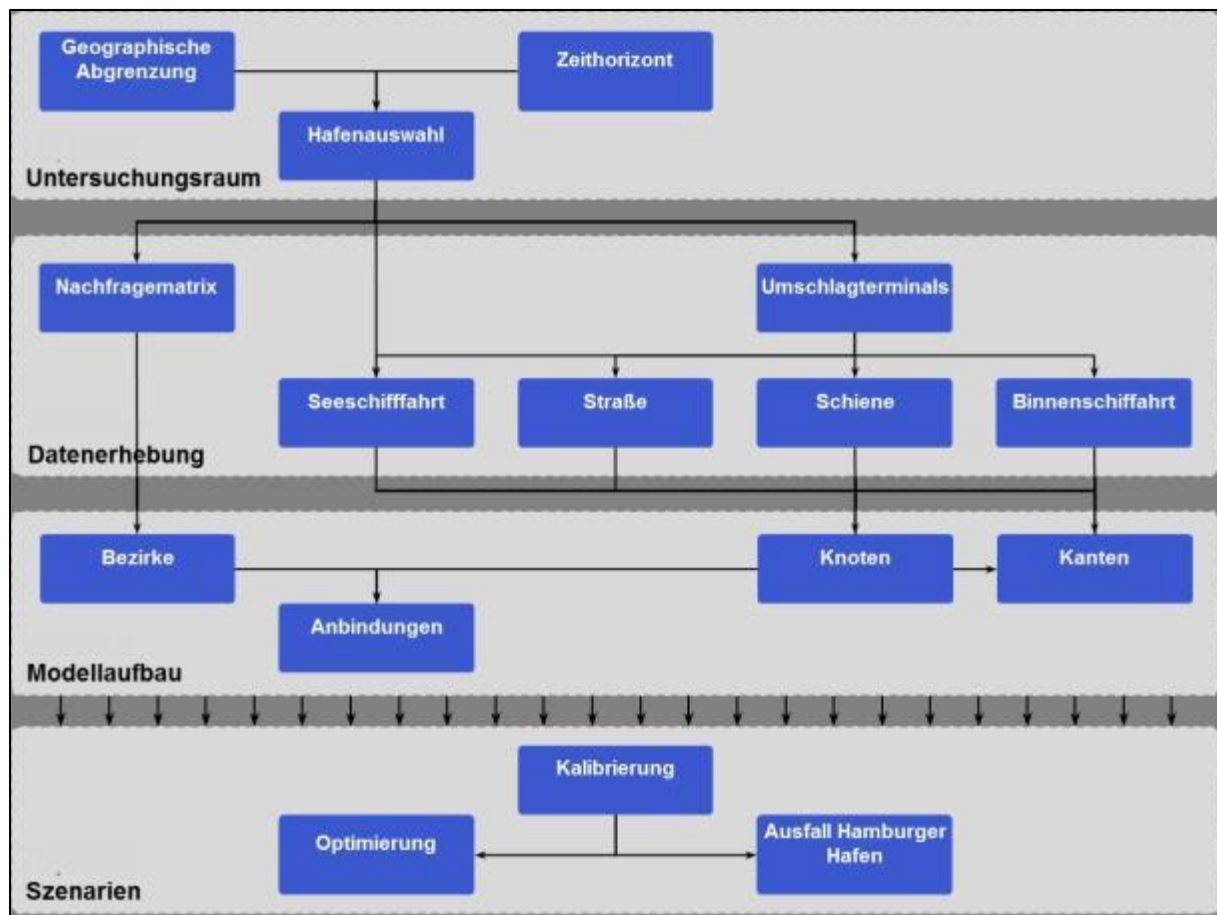 Geographische
Abgrenzung
Zeithorizont
Hafenauswahl
Untersuchungsraum
Nachfragematrix
Umschlagterminals
Seeschifffahrt
Straße
Schiene
Binnenschiffahrt
Datenerhebung
Bezirke
Knoten
Kanten
Anbindungen
Modellaufbau
Kalibrierung
Optimierung
Ausfall Hamburger
Hafen
Szenarien